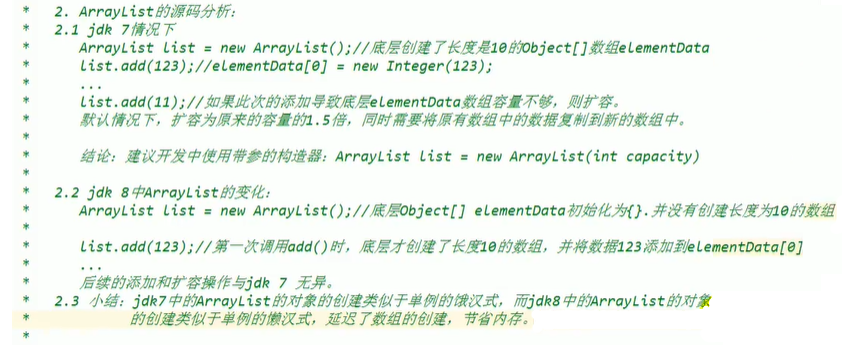 * 2. ArrayList的源码分析:
* 2.1 jdk 7情况下
* ArrayList list = new ArrayList();//底层创建了长度是10的Object[]数组elementData
* list.add(123);//elementData[0] = new Integer(123);
* ...
* list.add(11);//如果此次的添加导致底层elementData数组容量不够，则扩容。
* 默认情况下，扩容为原来的容量的1.5倍，同时需要将原有数组中的数据复制到新的数组中。
*
* 结论：建议开发中使用带参的构造器：ArrayList list = new ArrayList(int capacity)
*
* 2.2 jdk 8中ArrayList的变化：
* ArrayList list = new ArrayList();//底层Object[] elementData初始化为{}.并没有创建长度为10的数组
*
* list.add(123);//第一次调用add()时，底层才创建了长度10的数组，并将数据123添加到elementData[0]
* ...
* 后续的添加和扩容操作与jdk 7 无异。
* 2.3 小结：jdk7中的ArrayList的对象的创建类似于单例的饿汉式，而jdk8中的ArrayList的对象
* 的创建类似于单例的懒汉式，延迟了数组的创建，节省内存。
*